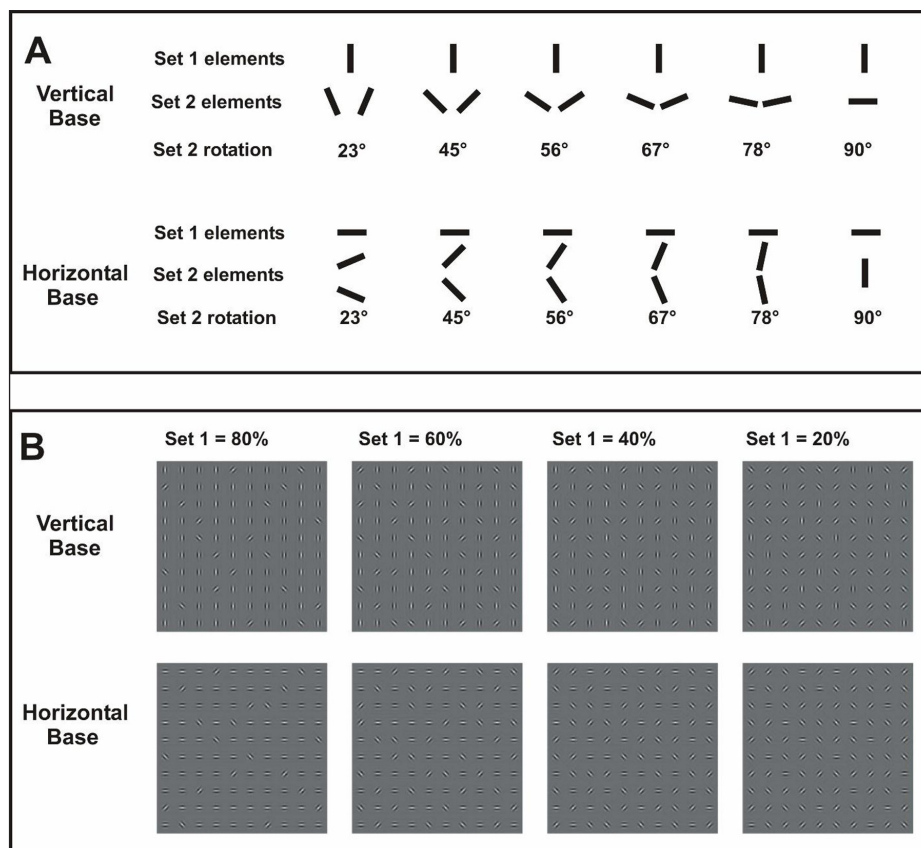 A
Vertical
Base
Set 1 elements
Set 2 elements
Set 2 rotation
23° 45° 56° 67° 78° 90°
Horizontal
Base
Set 1 elements
Set 2 elements
Set 2 rotation
23° 45° 56° 67° 78° 90°
B
Set 1 = 80% Set 1 = 60% Set 1 = 40% Set 1 = 20%
Vertical
Base
Horizontal
Base